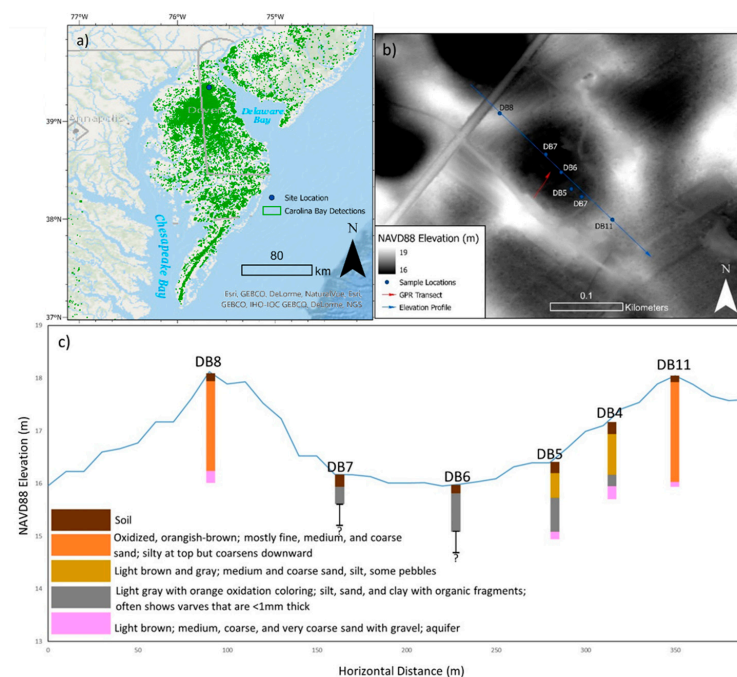 77°W 76°W 75°W
a)
39°N
38°N
37°N
Delaware
Bay
Chesapeake Bay
Site Location
Carolina Bay Detections
N
80
km
Esri, GEBCO, DeLorme, NaturalVue, Esri,
GEBCO, IHO-IOC GEBCO, DeLorme, NGS
b)
DB8
DB7
DB6
DB5
DB7
DB11
NAVD88 Elevation (m)
19
16
Sample Locations
GPR Transect
Elevation Profile
0.1
Kilometers
N
c)
NAVD88 Elevation (m)
19
18
17
16
15
14
13
DB8
DB7
DB6
DB5
DB4
DB11
?
?
Soil
Oxidized, orangish-brown; mostly fine, medium, and coarse
sand; silty at top but coarsens downward
Light brown and gray; medium and coarse sand, silt, some pebbles
Light gray with orange oxidation coloring; silt, sand, and clay with organic fragments;
often shows varves that are <1mm thick
Light brown; medium, coarse, and very coarse sand with gravel; aquifer
0 50 100 150 200 250 300 350
Horizontal Distance (m)